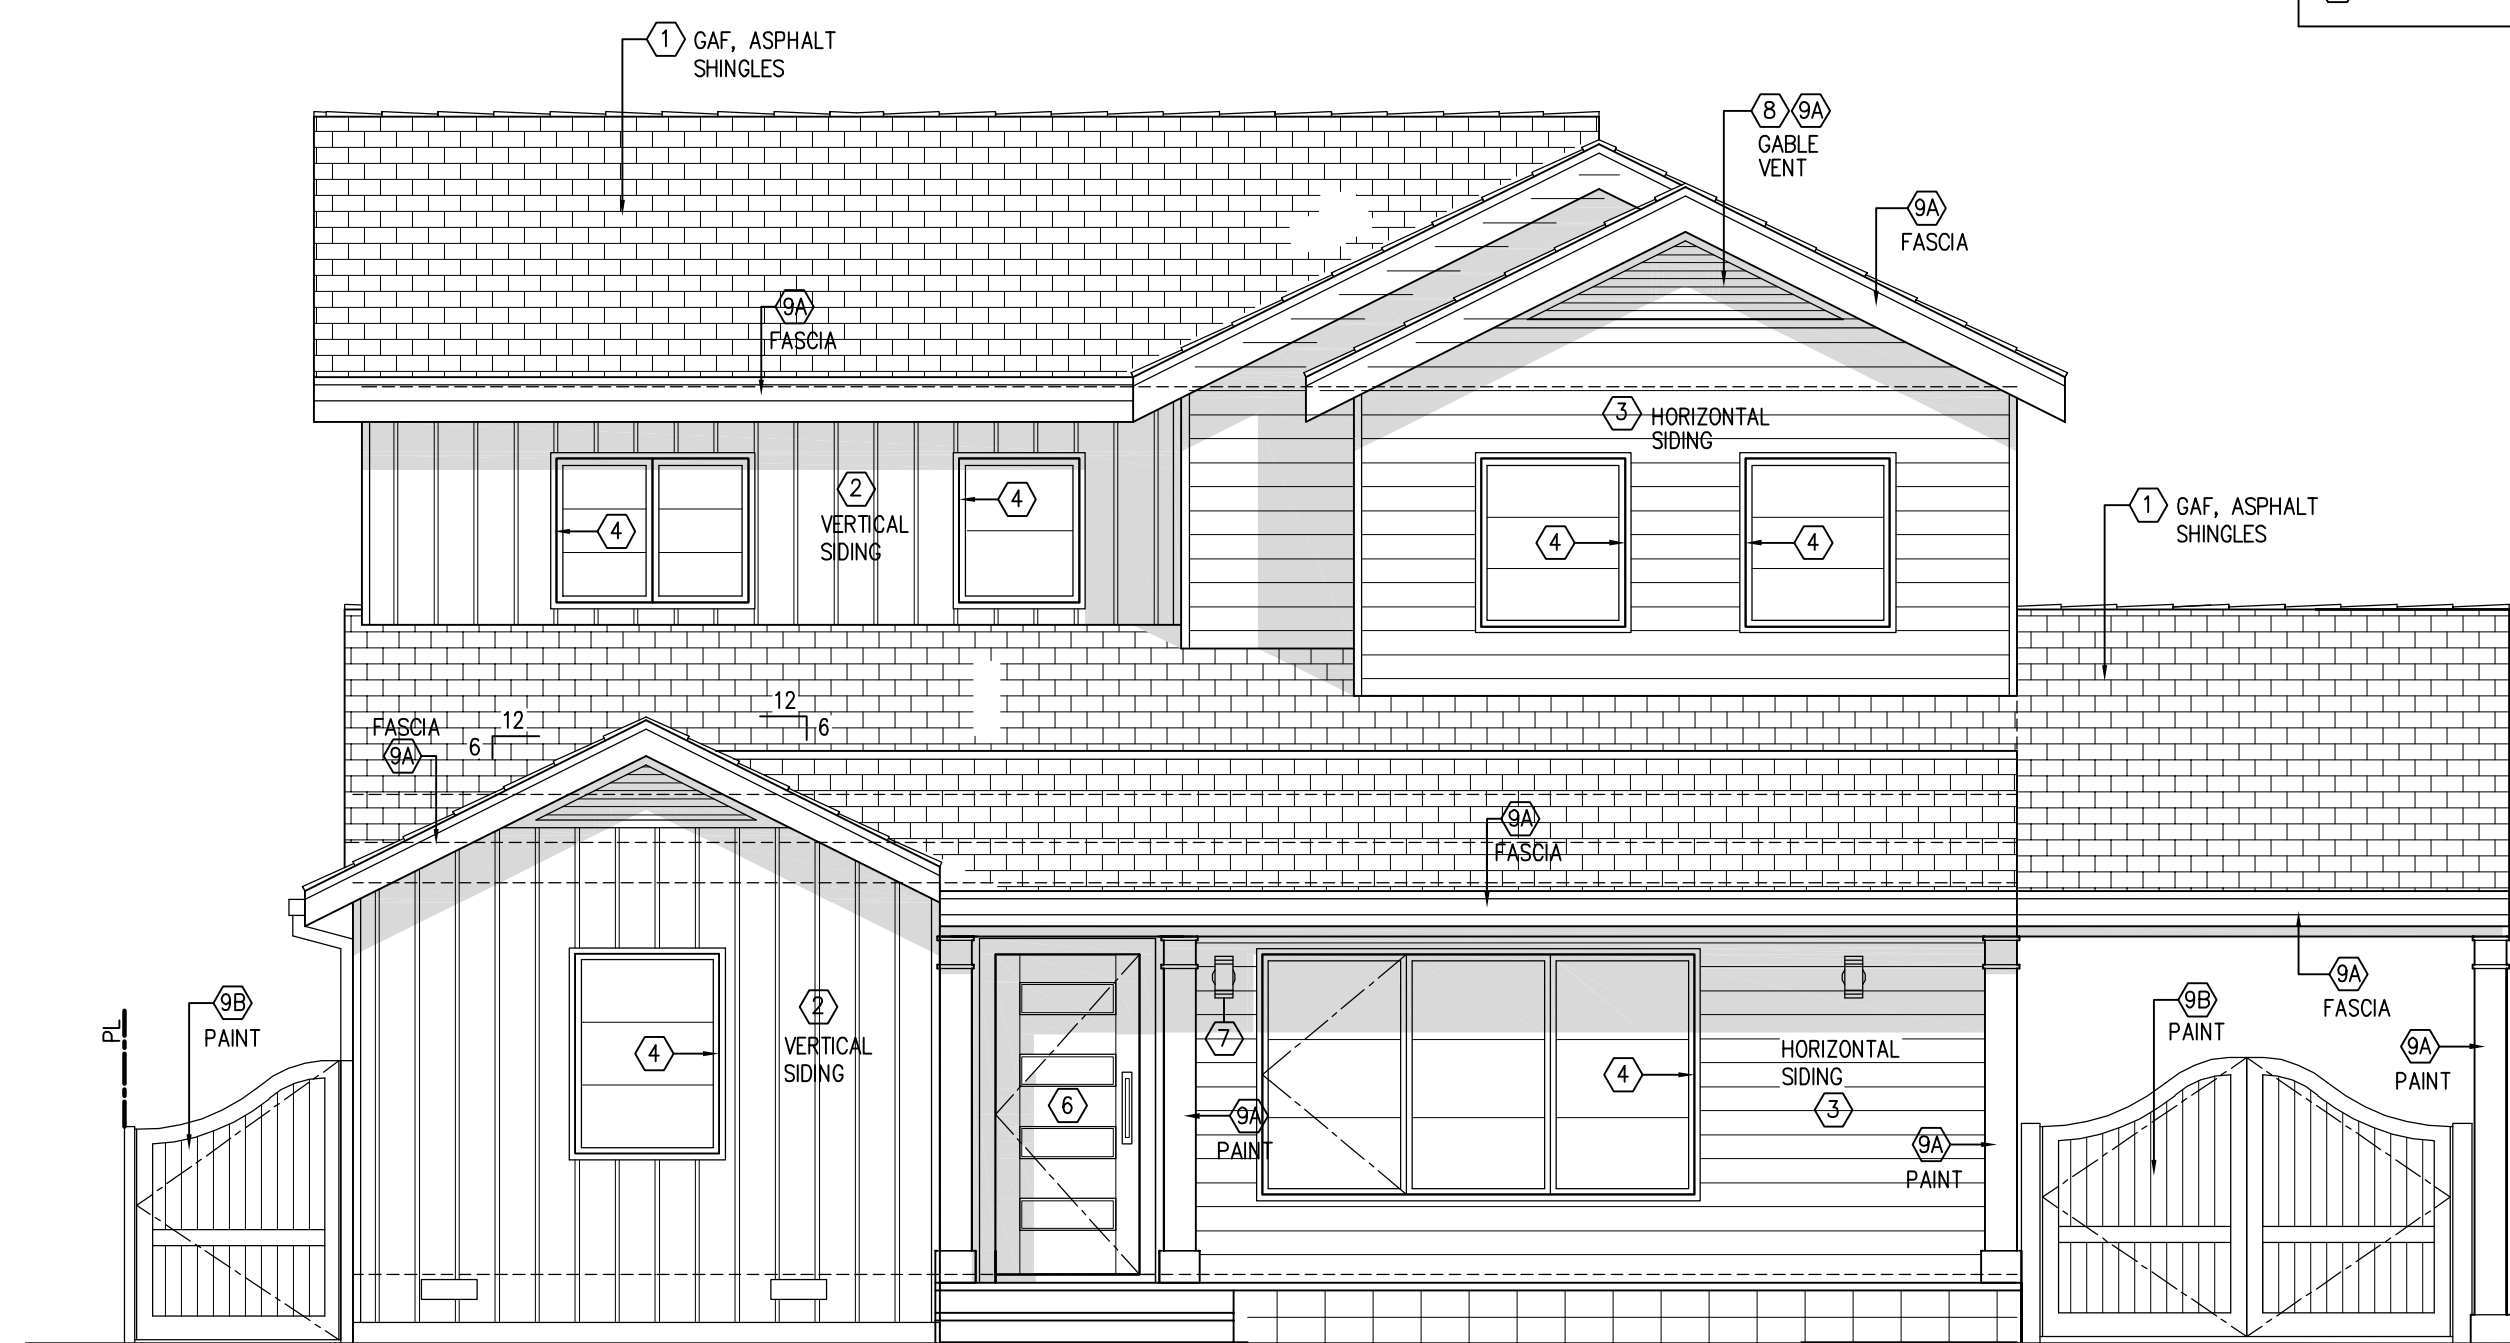 1 GAF, ASPHALT
SHINGLES
8 9A
GABLE
VENT
9A
FASCIA
9A
FASCIA
3 HORIZONTAL
SIDING
2
VERTICAL
SIDING
4
4
4
4
1 GAF, ASPHALT
SHINGLES
12
6
12
6
FASCIA
9A
9A
FASCIA
9A
FASCIA
PL
9B
PAINT
2
VERTICAL
SIDING
4
6
7
9A
PAINT
4
HORIZONTAL
SIDING
3
9A
PAINT
9B
PAINT
9A
PAINT